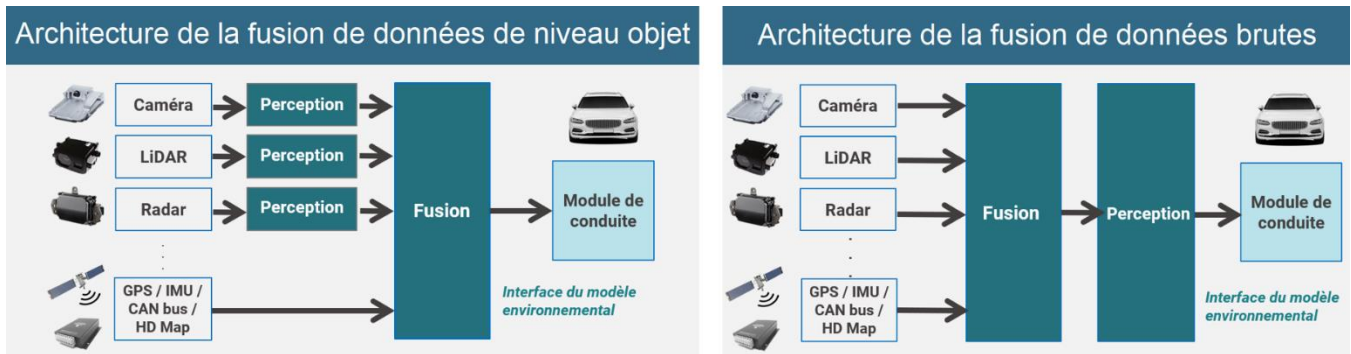 Architecture de la fusion de données de niveau objet
Caméra
Perception
LiDAR
Perception
Radar
Perception
GPS / IMU /
CAN bus /
HD Map
Fusion
Module de
conduite
Interface du modèle
environnemental
Architecture de la fusion de données brutes
Caméra
LiDAR
Radar
GPS / IMU /
CAN bus /
HD Map
Fusion
Perception
Module de
conduite
Interface du modèle
environnemental